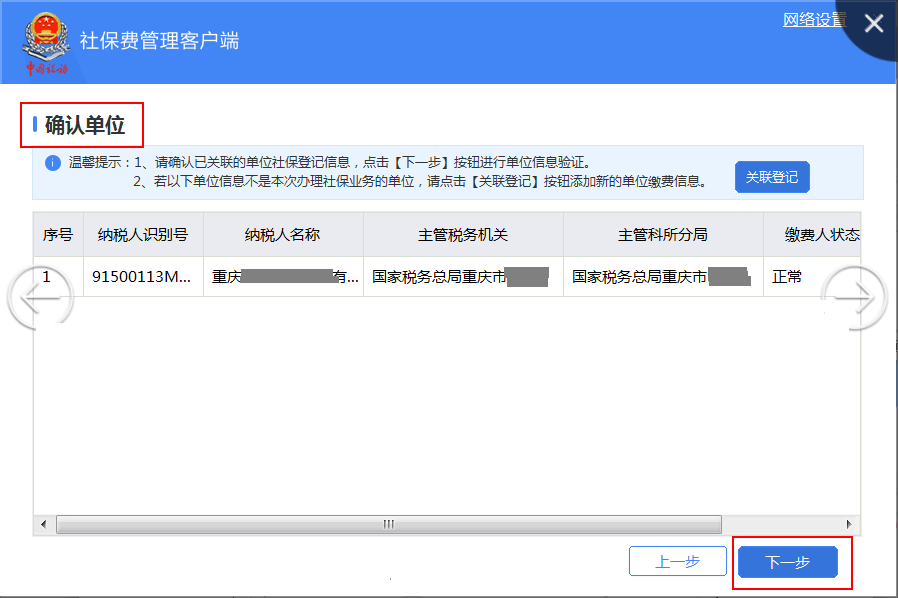 网络设置
社保费管理客户端
中国税务
确认单位
温馨提示：1、请确认已关联的单位社保登记信息，点击【下一步】按钮进行单位信息验证。
2、若以下单位信息不是本次办理社保业务的单位，请点击【关联登记】按钮添加新的单位缴费信息。
关联登记
序号 纳税人识别号 纳税人名称 主管税务机关 主管科所分局 缴费人状态
1 91500113M... 重庆 有... 国家税务总局重庆市 国家税务总局重庆市 正常
上一步 下一步